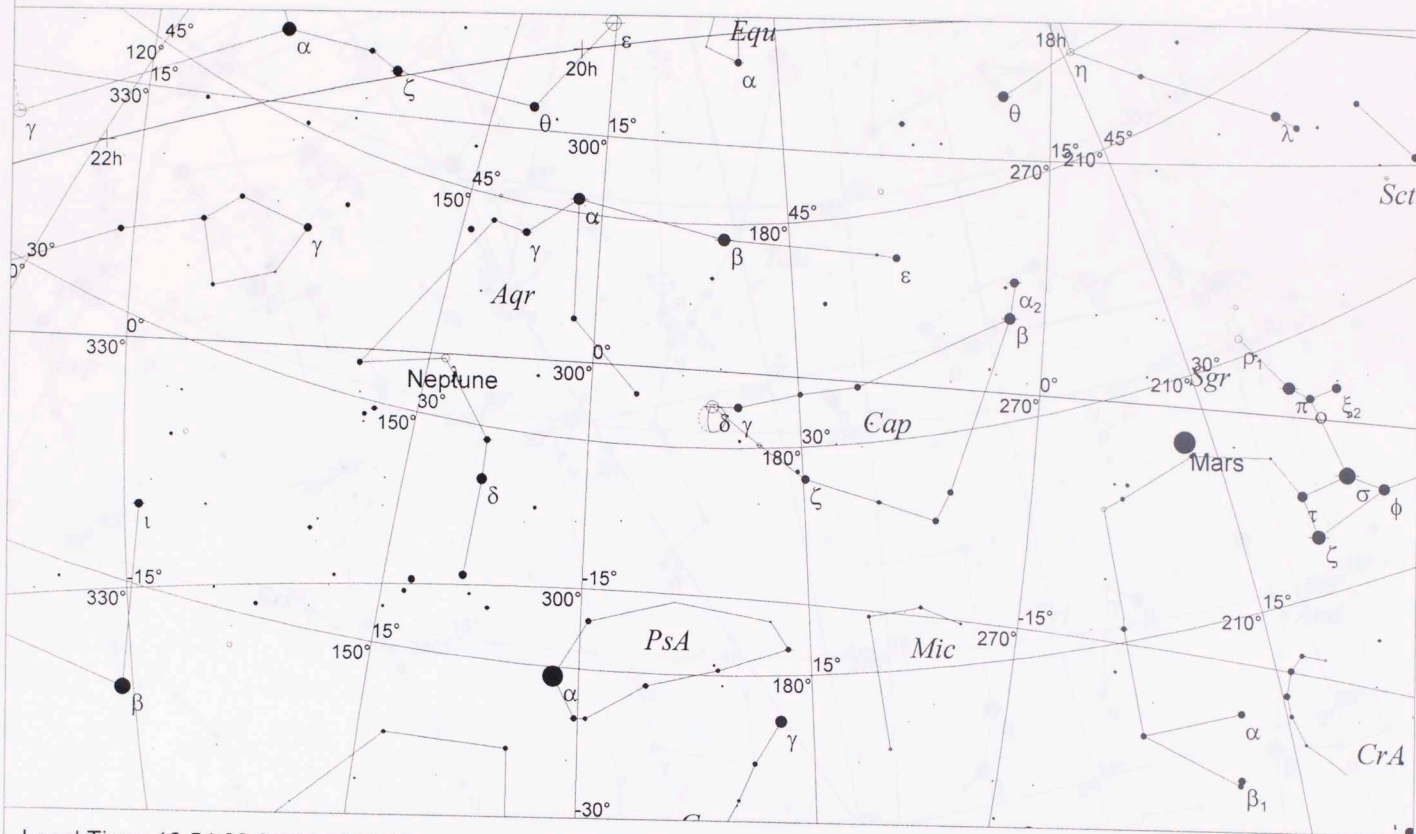 45°
α
Equ
ε
18h
120°
20h
η
15°
ζ
α
330°
θ
θ
γ
15°
λ
22h
300°
15° 45°
270° 210°
45°
150°
Sct
α
45°
180°
γ
γ
β
30°
0°
ε
Aqr
α2
β
0°
330°
ρ1
0°
300°
30°
Sgr
Neptune
0°
210°
270°
π ο ξ2
30°
150°
δ γ
Cap
30°
180°
Mars
δ
ζ
σ
ι
τ
φ
ζ
-15°
-15°
330°
300°
15°
15°
-15°
210°
150°
PsA
270°
Mic
15°
α
180°
β
γ
α
CrA
β1
-30°